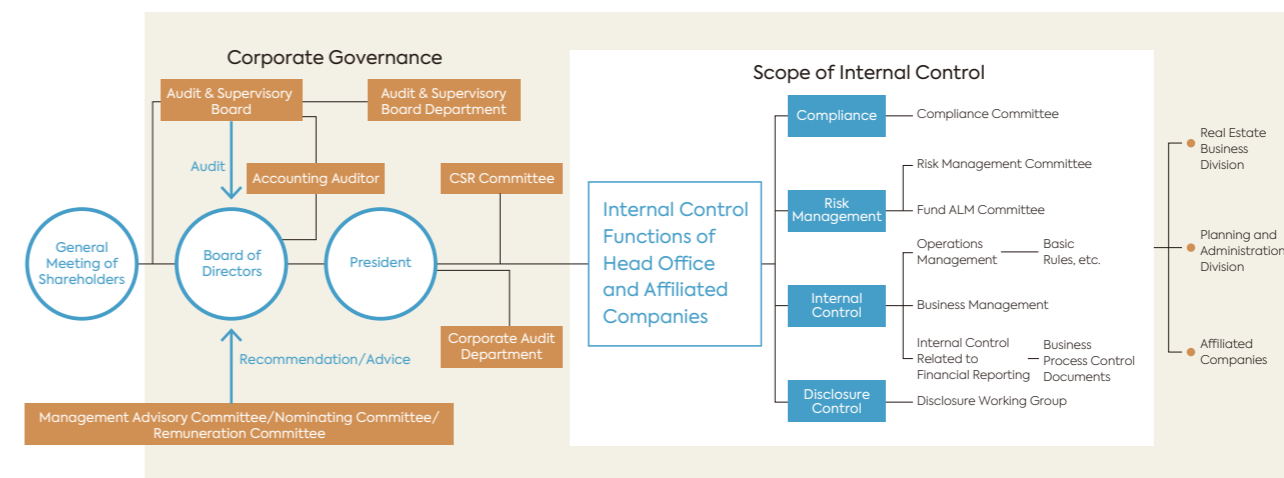 Corporate Governance
Audit & Supervisory
Board
Audit & Supervisory
Board Department
Audit
Accounting Auditor
CSR Committee
General
Meeting of
Shareholders
Board of
Directors
President
Recommendation/Advice
Corporate Audit
Department
Management Advisory Committee/Nominating Committee/
Remuneration Committee
Scope of Internal Control
Internal Control
Functions of
Head Office
and Affiliated
Companies
Compliance
Compliance Committee
Risk
Management
Risk Management Committee
Fund ALM Committee
Internal
Control
Operations
Management
Basic
Rules, etc.
Business Management
Internal Control
Related to
Financial Reporting
Business
Process Control
Documents
Disclosure
Control
Disclosure Working Group
Real Estate
Business
Division
Planning and
Administration
Division
Affiliated
Companies